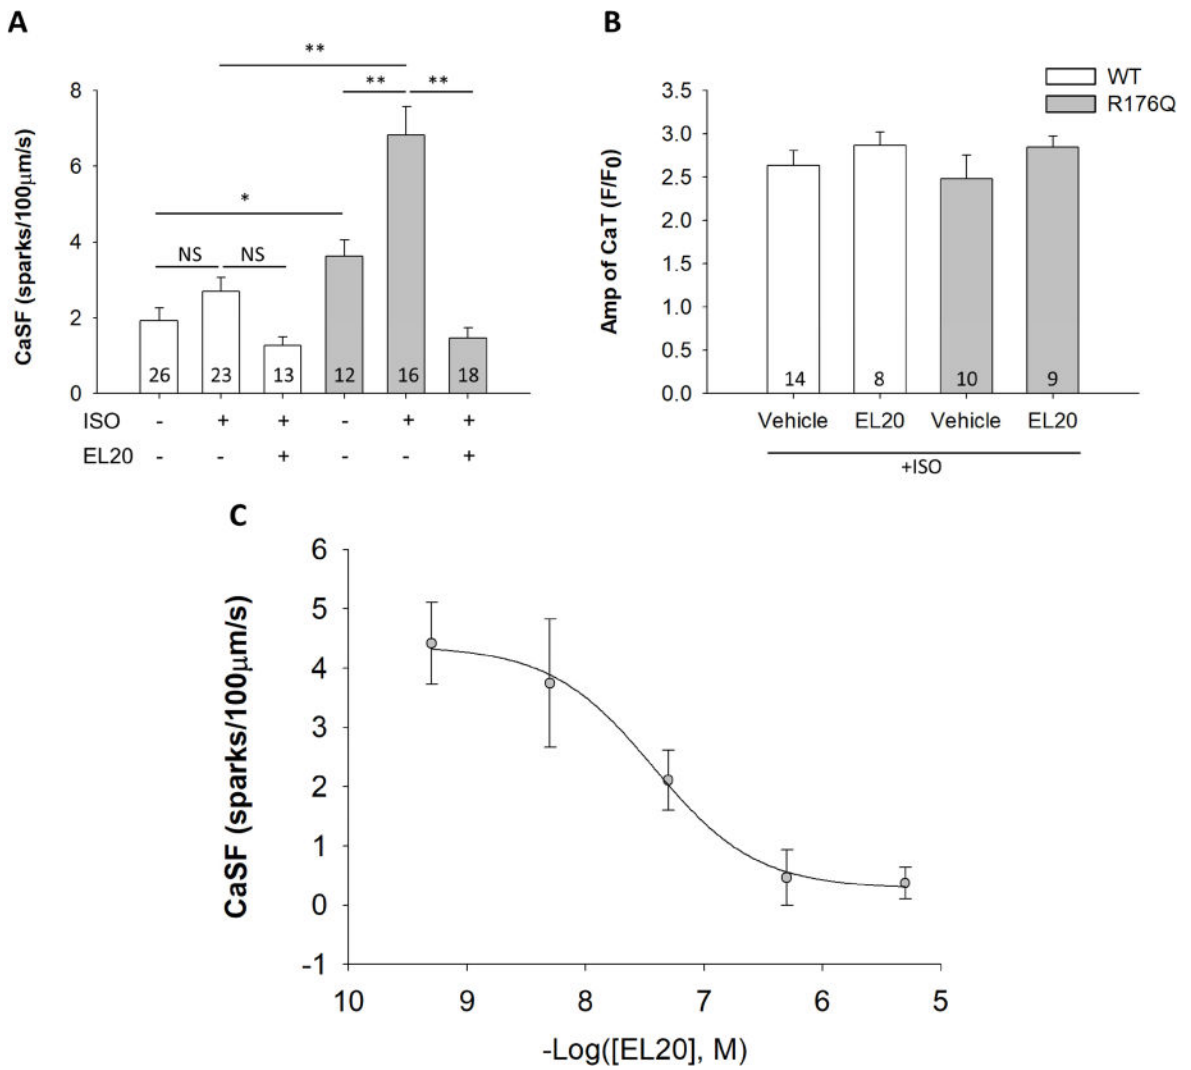 A
** 
** **
8
6
4
2
0
CaSF (sparks/100μm/s)
*
NS NS
26 23 13 12 16 18
ISO - + + - + +
EL20 - - + - - +
B
WT
R176Q
3.5
3.0
2.5
2.0
1.5
1.0
0.5
0.0
Amp of CaT (F/F0)
14 8 10 9
Vehicle EL20 Vehicle EL20
+ISO
C
6
5
4
3
2
1
0
-1
CaSF (sparks/100μm/s)
10 9 8 7 6 5
-Log([EL20], M)